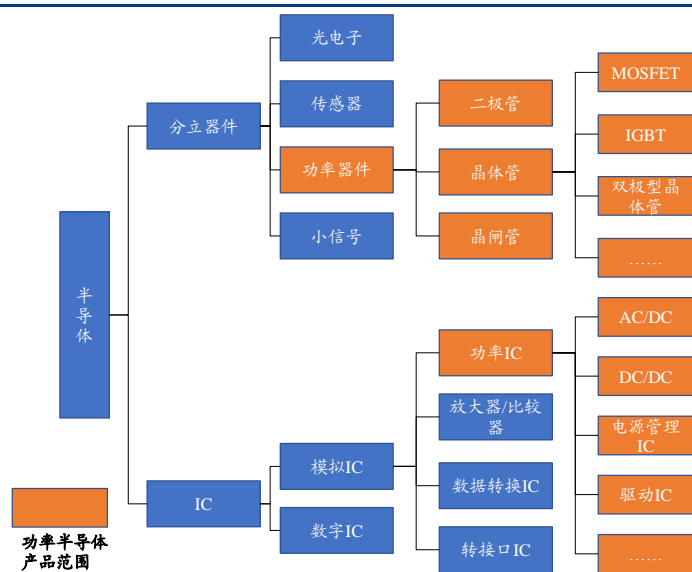 光电子
传感器
分立器件
功率器件
小信号
二极管
晶体管
晶闸管
MOSFET
IGBT
双极型晶
体管
……
半
导
体
功率IC
放大器/比较
器
数据转换IC
转接口IC
模拟IC
数字IC
IC
AC/DC
DC/DC
电源管理
IC
驱动IC
……
功率半导体
产品范围